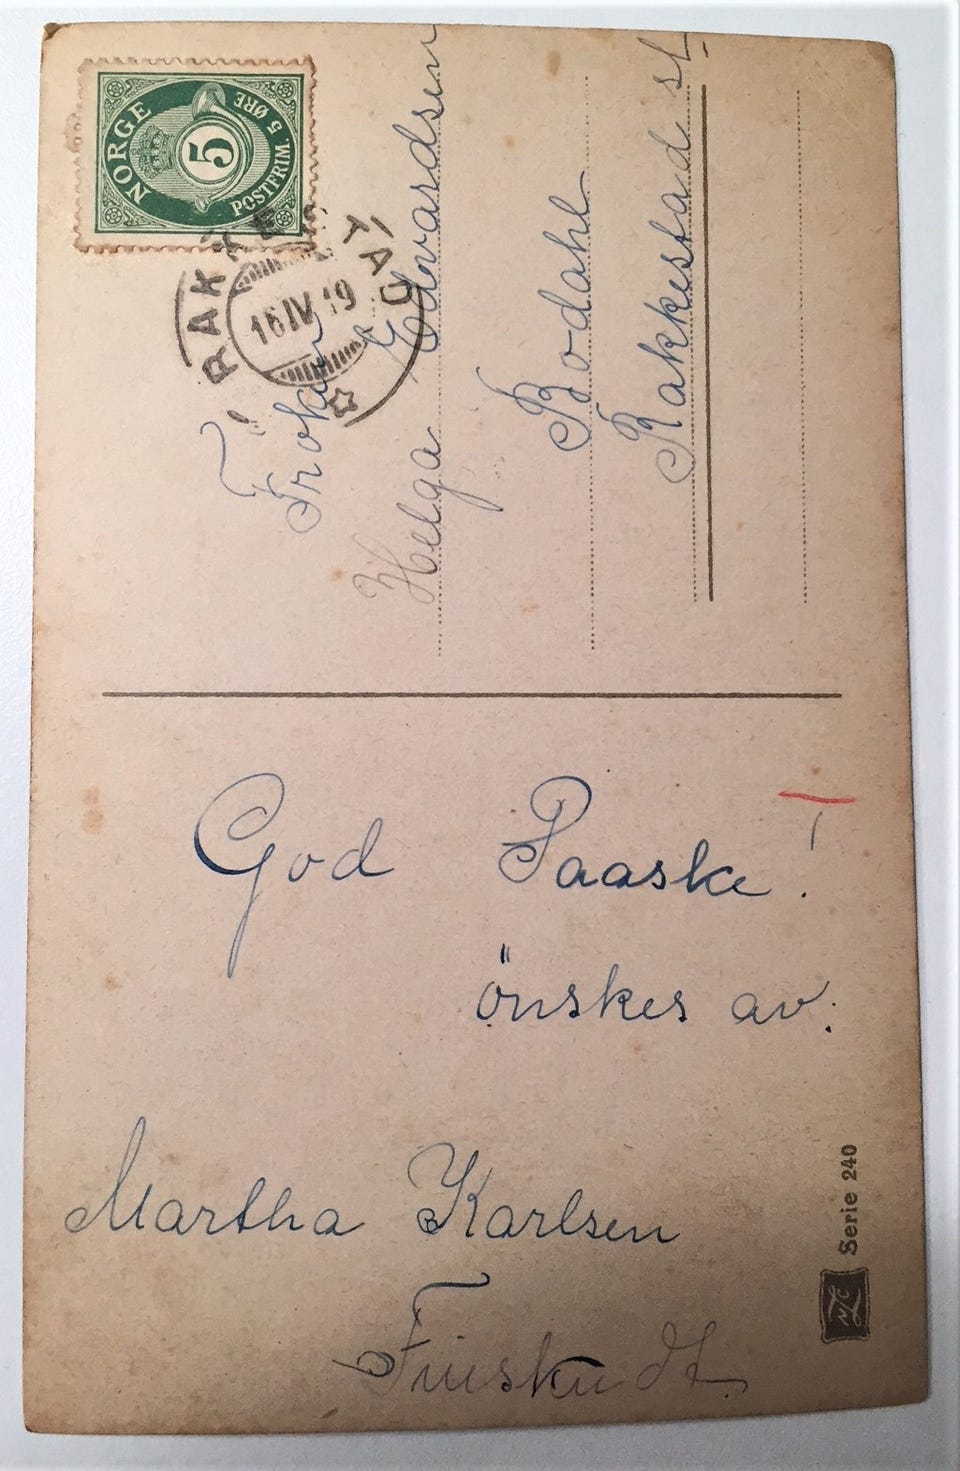 NORGE
5
POSTFRIM. 5 ØRE
RAKKESTAD
16 IV 19
Frøken
Helga Edvardsen
Bodahl
Rakkestad st.
God Paaske!
önskes av:
Martha Karlsen
Serie 240